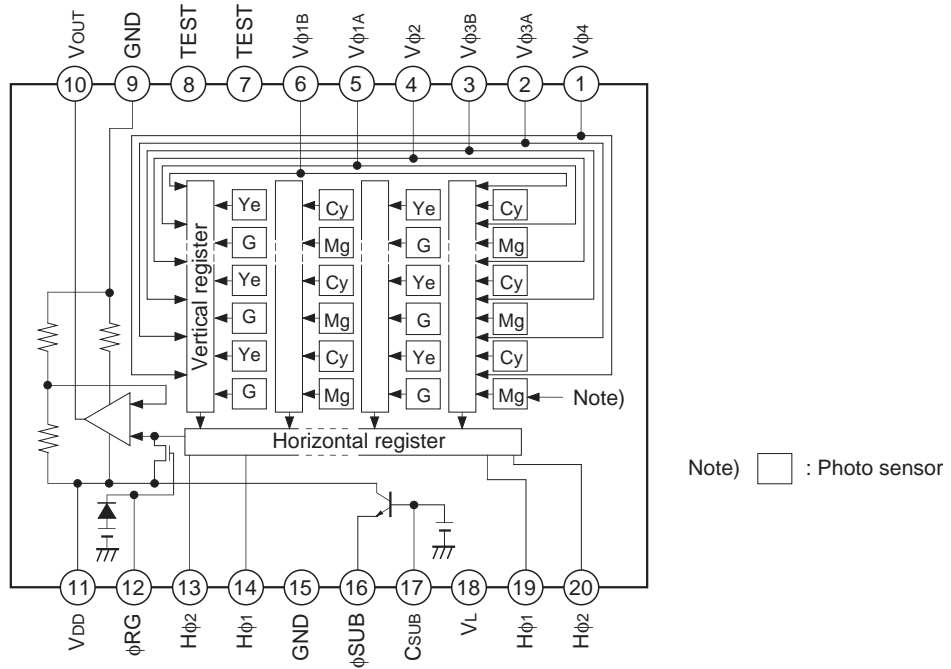 VOUT GND TEST TEST Vϕ1B Vϕ1A Vϕ2 Vϕ3B Vϕ3A Vϕ4
10 9 8 7 6 5 4 3 2 1
Vertical register
Ye Cy Ye Cy
G Mg G Mg
Ye Cy Ye Cy
G Mg G Mg
Ye Cy Ye Cy
G Mg G Mg
Note)
Horizontal register
Note) : Photo sensor
11 12 13 14 15 16 17 18 19 20
VDD ϕRG Hϕ2 Hϕ1 GND ϕSUB CSUB VL Hϕ1 Hϕ2